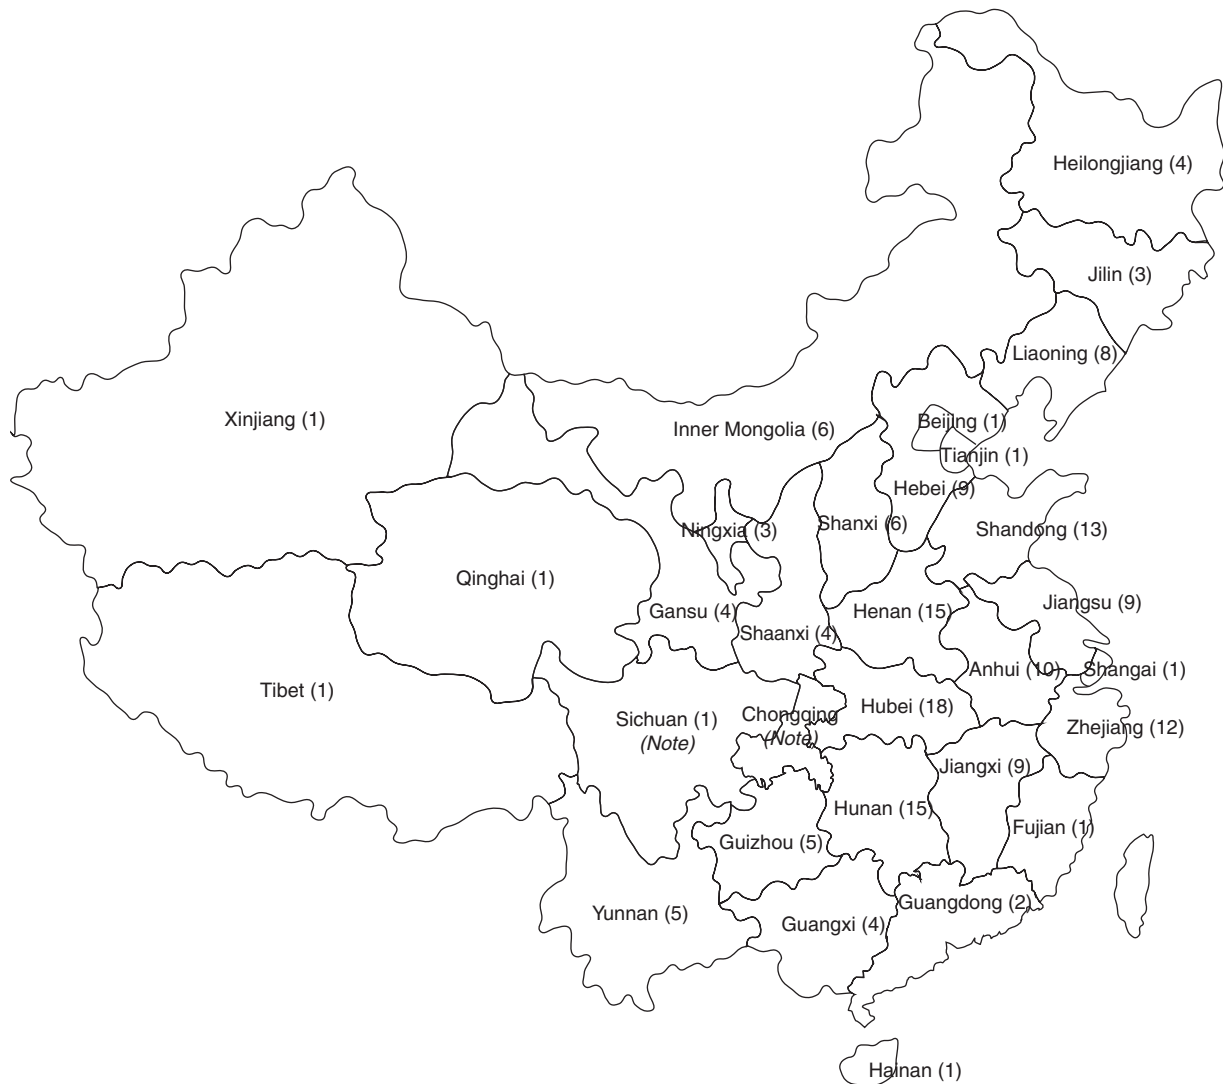 Heilongjiang (4)
Jilin (3)
Liaoning (8)
Xinjiang (1)
Inner Mongolia (6)
Beijing (1)
Tianjin (1)
Hebei (9)
Ningxia (3)
Shanxi (6)
Shandong (13)
Qinghai (1)
Gansu (4)
Shaanxi (4)
Henan (15)
Jiangsu (9)
Anhui (10)
Shangai (1)
Tibet (1)
Sichuan (1)
(Note)
Chongqing
(Note)
Hubei (18)
Zhejiang (12)
Jiangxi (9)
Hunan (15)
Fujian (1)
Guizhou (5)
Yunnan (5)
Guangxi (4)
Guangdong (2)
Hainan (1)